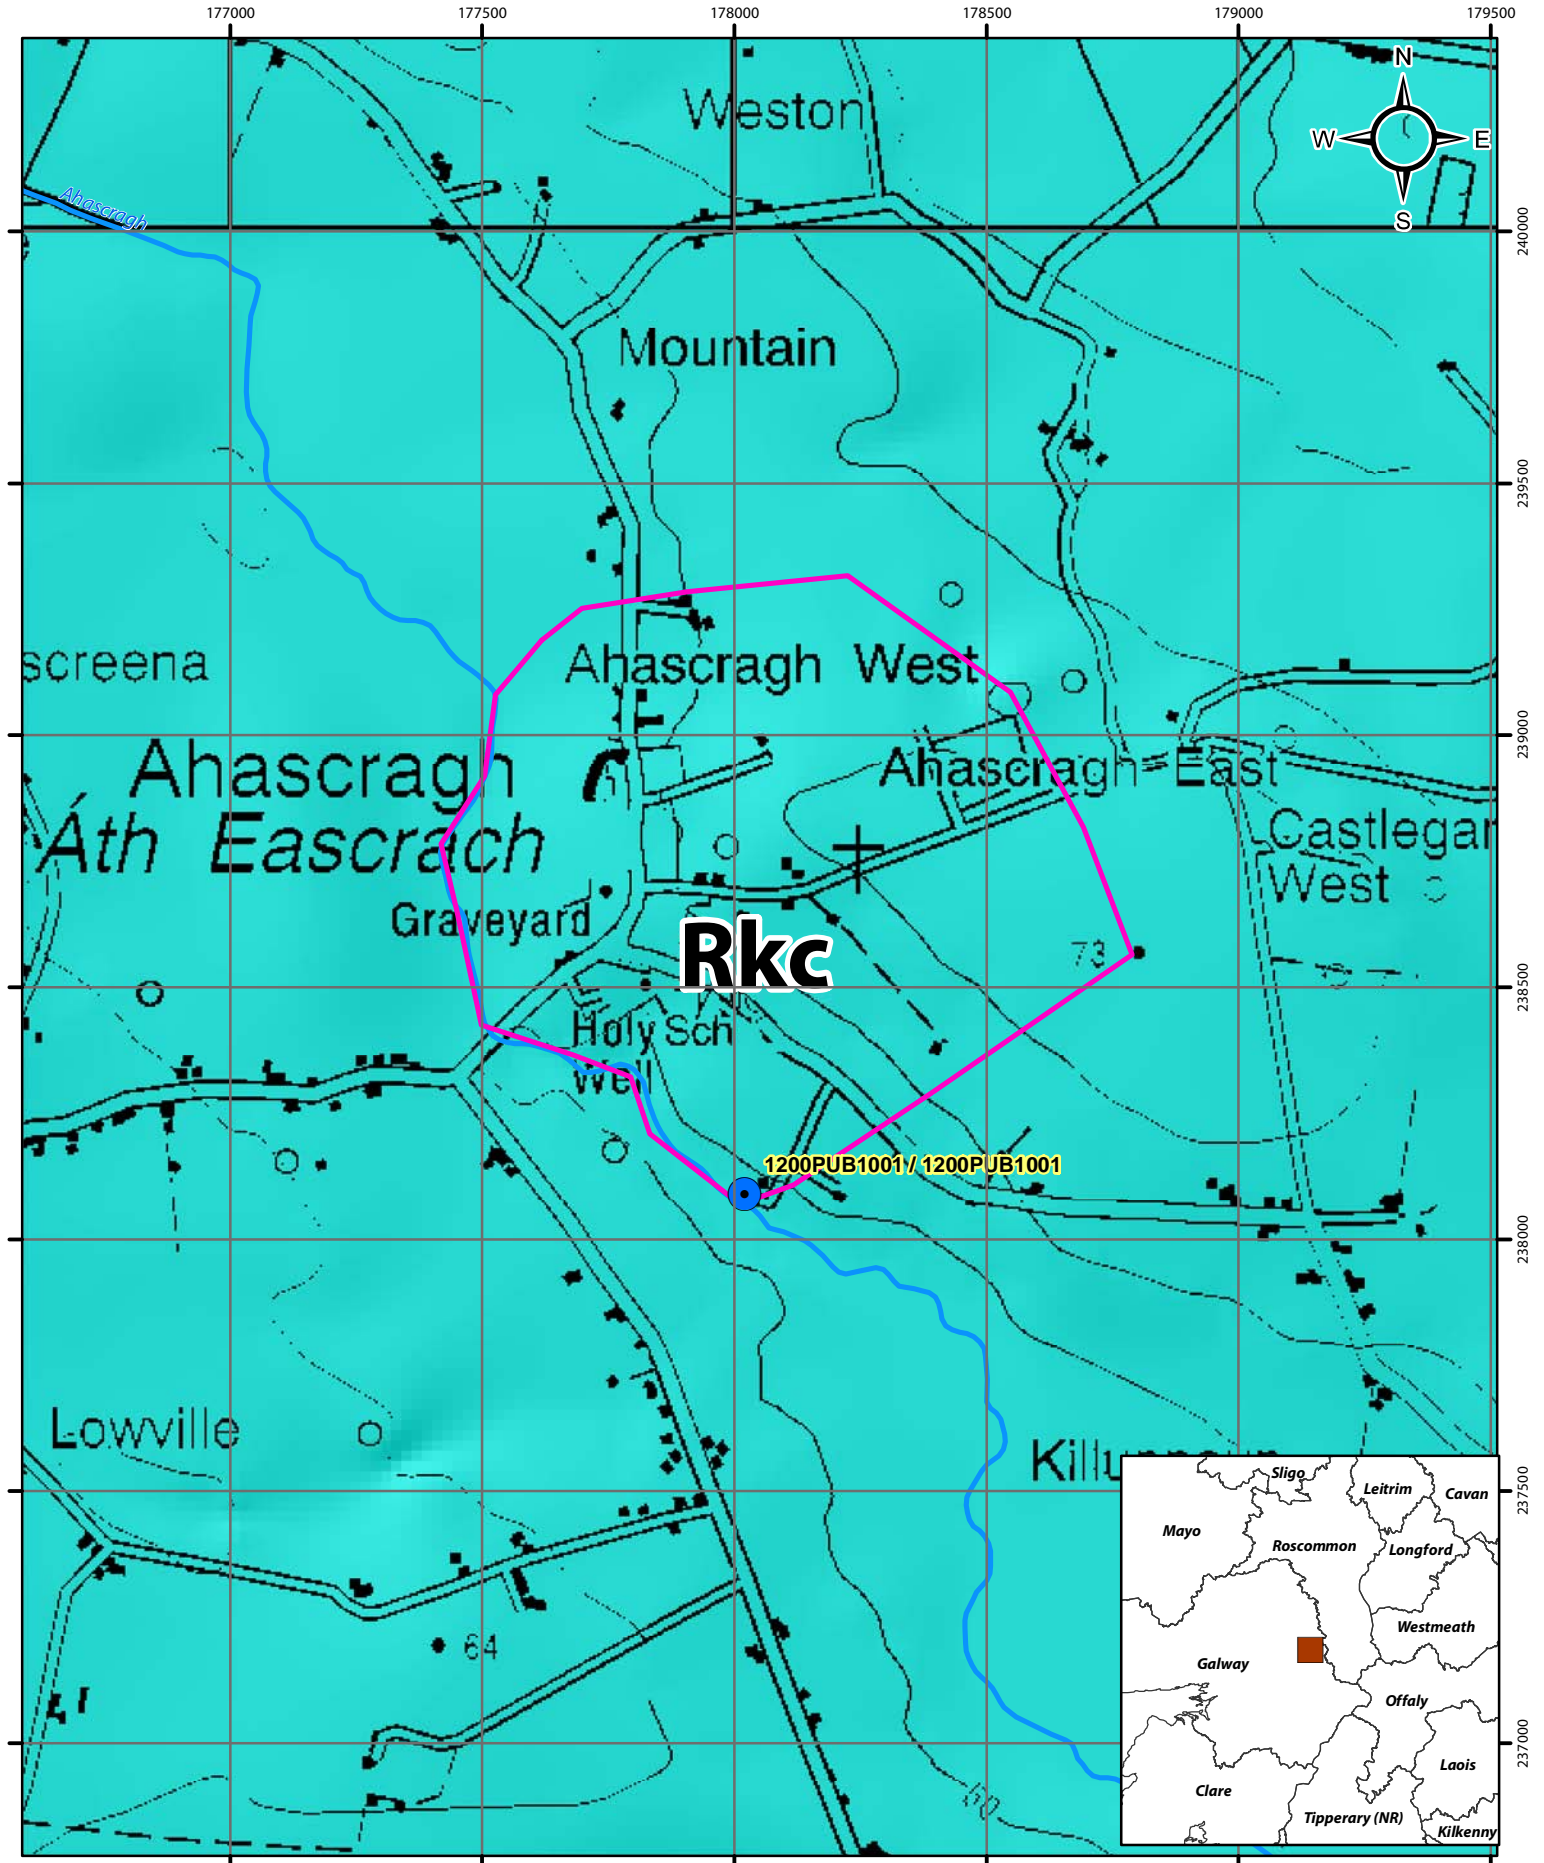 177000 177500 178000 178500 179000 179500
N
W E
S
Weston
Ahascragh
240000
Mountain
239500
screena
Ahascragh West
239000
Ahascragh
Áth Eascrach
Ahascragh East
Castlegar
West
Graveyard
Rkc
73
238500
Holy Sch
Well
1200PUB1001 / 1200PUB1001
238000
Lowville
237500
64
237000
60
Sligo
Leitrim
Cavan
Mayo
Roscommon
Longford
Westmeath
Galway
Offaly
Laois
Clare
Tipperary (NR)
Kilkenny